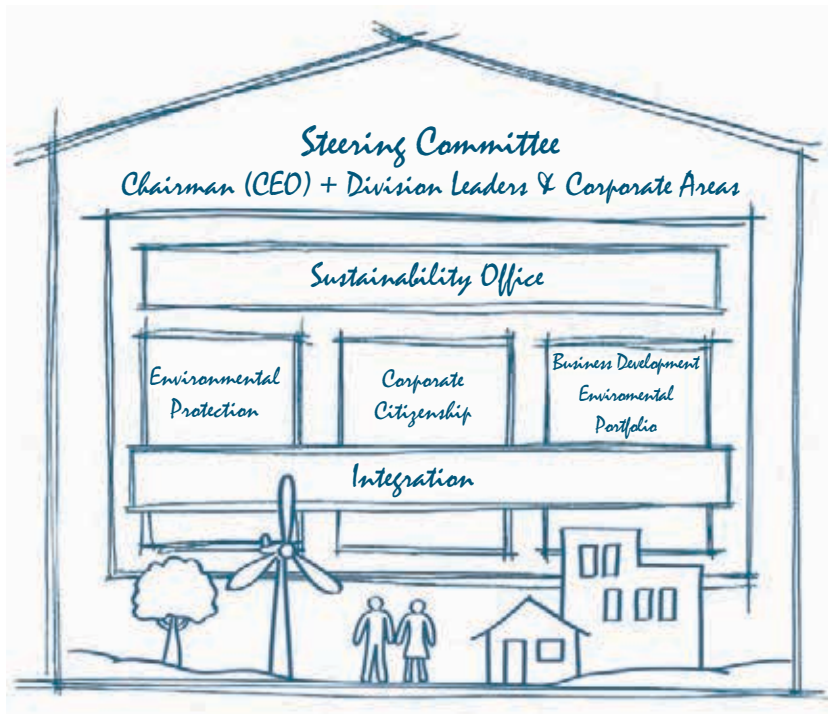 Steering Committee
Chairman (CEO) + Division Leaders & Corporate Areas
Sustainability Office
Environmental
Protection
Corporate
Citizenship
Business Development
Enviromental
Portfolio
Integration